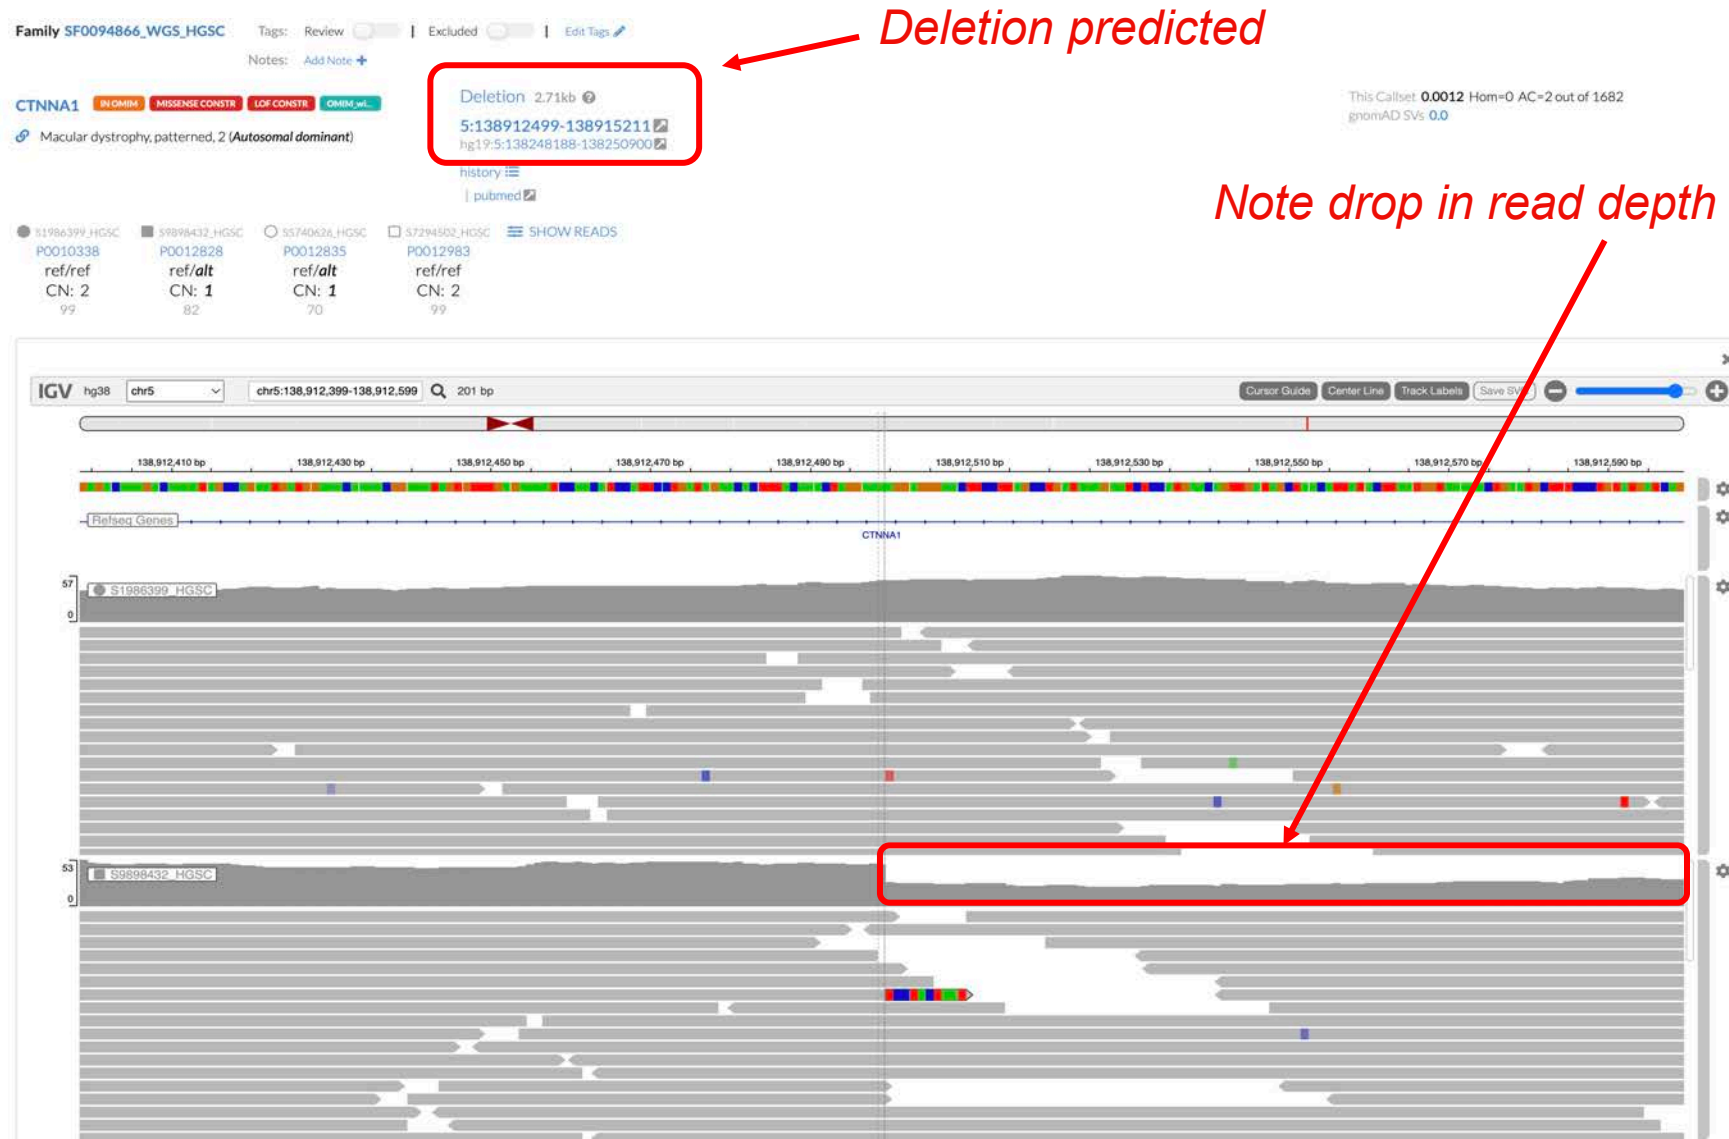 Deletion predicted
Family SF0094866_WGS_HGSC Tags: Review | Excluded | Edit Tags
Notes: Add Note +
CTNNA1 IN OMIM MISSENSE CONSTR LOF CONSTR OMIM_wi...
Macular dystrophy, patterned, 2 (Autosomal dominant)
Deletion 2.71kb ?
5:138912499-138915211
hg19:5:138248188-138250900
history
| pubmed
This Callset 0.0012 Hom=0 AC=2 out of 1682
gnomAD SVs 0.0
Note drop in read depth
S1986399_HGSC S9898432_HGSC S5740626_HGSC S7294502_HGSC SHOW READS
P0010338 P0012828 P0012835 P0012983
ref/ref ref/alt ref/alt ref/ref
CN: 2 CN: 1 CN: 1 CN: 2
99 82 70 99
IGV hg38 chr5 chr5:138,912,399-138,912,599 201 bp Cursor Guide Center Line Track Labels Save SVG
138,912,410 bp 138,912,430 bp 138,912,450 bp 138,912,470 bp 138,912,490 bp 138,912,510 bp 138,912,530 bp 138,912,550 bp 138,912,570 bp 138,912,590 bp
Refseq Genes
CTNNA1
57
S1986399_HGSC
0
53
S9898432_HGSC
0